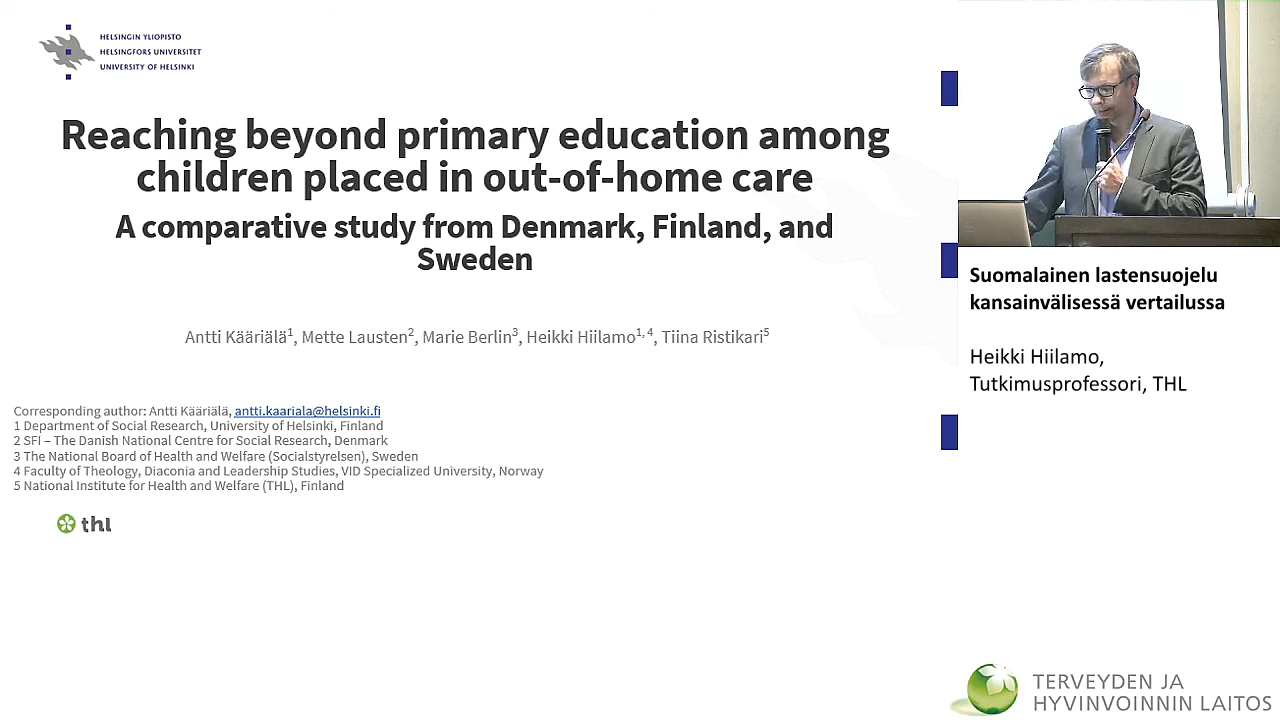 HELSINGIN YLIOPISTO
HELSINGFORS UNIVERSITET
UNIVERSITY OF HELSINKI
Reaching beyond primary education among
children placed in out-of-home care
A comparative study from Denmark, Finland, and
Sweden
Antti Kääriälä1, Mette Lausten2, Marie Berlin3, Heikki Hiilamo1, 4, Tiina Ristikari5
Corresponding author: Antti Kääriälä, antti.kaariala@helsinki.fi
1 Department of Social Research, University of Helsinki, Finland
2 SFI – The Danish National Centre for Social Research, Denmark
3 The National Board of Health and Welfare (Socialstyrelsen), Sweden
4 Faculty of Theology, Diaconia and Leadership Studies, VID Specialized University, Norway
5 National Institute for Health and Welfare (THL), Finland
thl
Suomalainen lastensuojelu
kansainvälisessä vertailussa
Heikki Hiilamo,
Tutkimusprofessori, THL
TERVEYDEN JA
HYVINVOINNIN LAITOS